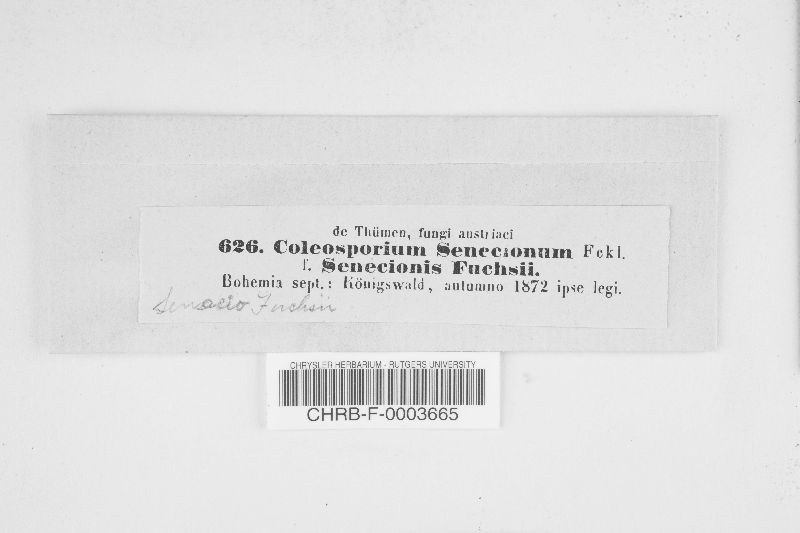 de Thümen, fungi austriaci
626. Coleosporium Senecionum Fckl.
f. Senecionis Fuchsii.
Bohemia sept.: Königswald, autumno 1872 ipse legi.
Senecio Fuchsii
CHRYSLER HERBARIUM - RUTGERS UNIVERSITY
CHRB-F-0003665